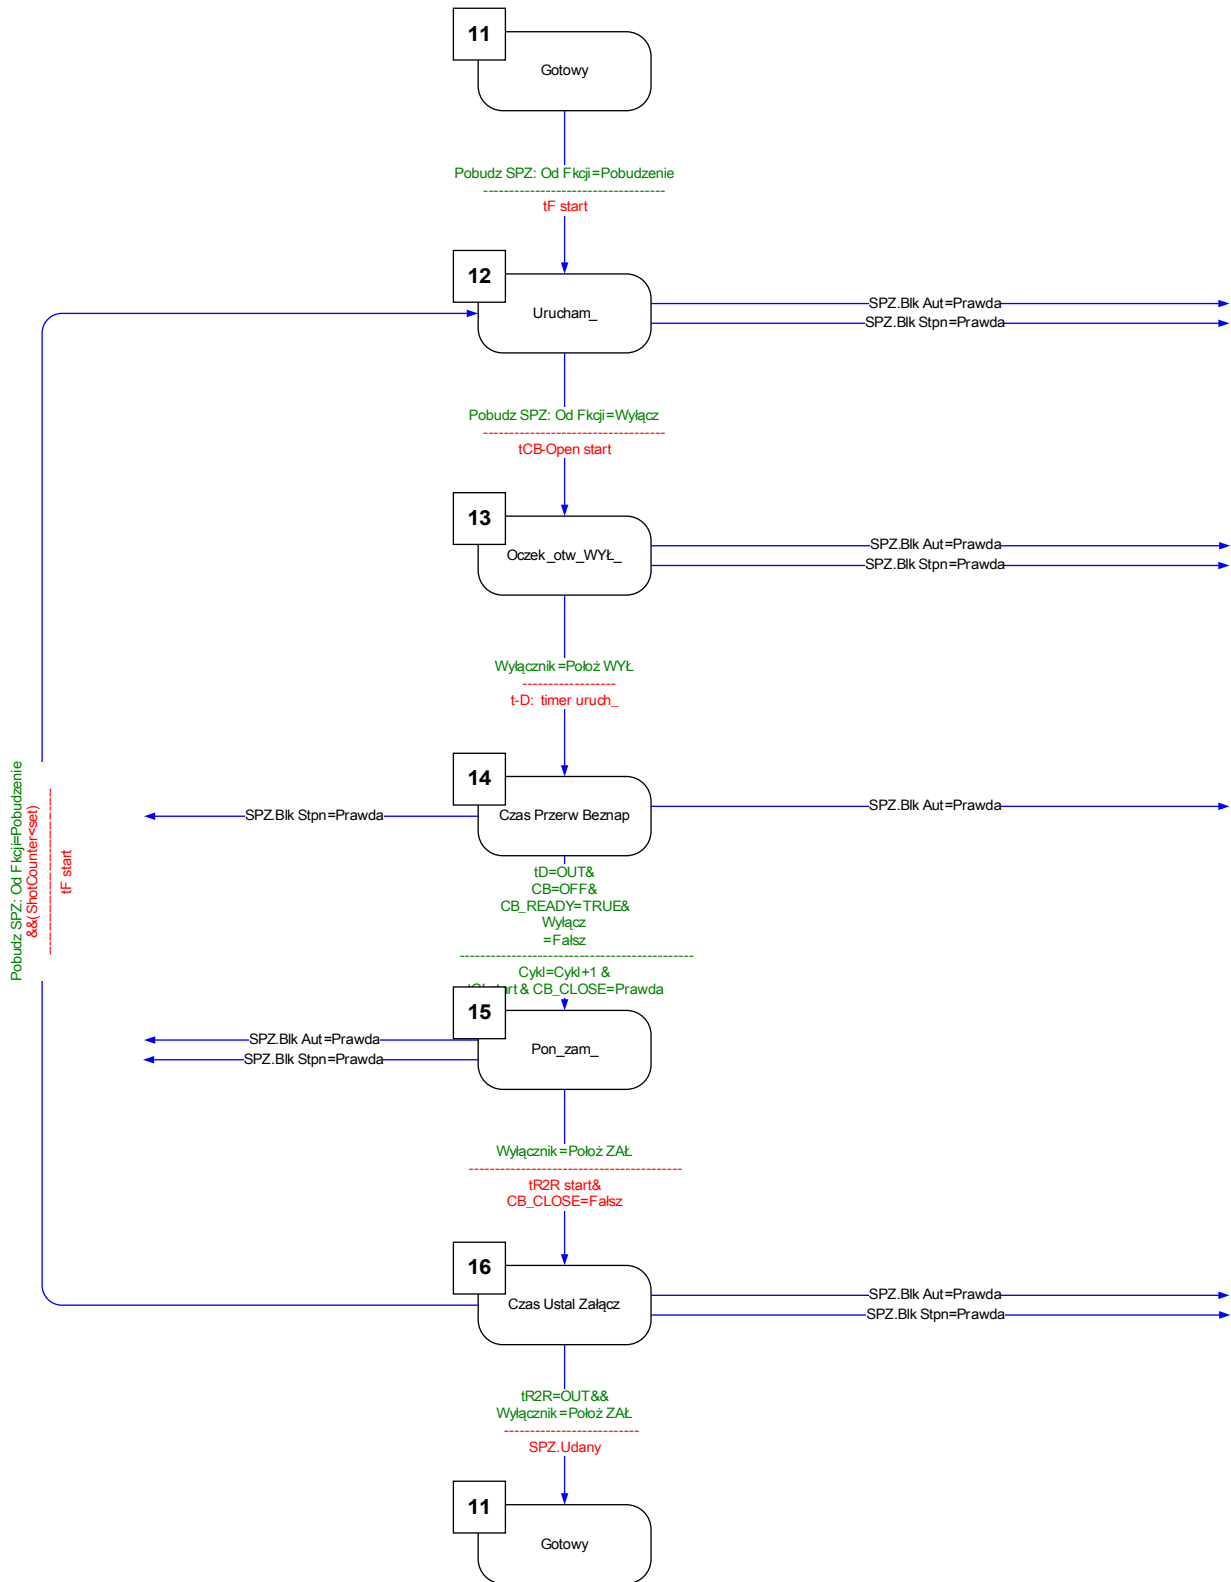 11
Gotowy
Pobudz SPZ: Od Fkcji=Pobudzenie
-----------------------------------
tF start
12
Urucham_
SPZ.Blk Aut=Prawda
SPZ.Blk Stpn=Prawda
Pobudz SPZ: Od Fkcji=Wyłącz
-----------------------------------
tCB-Open start
13
Oczek_otw_WYŁ_
SPZ.Blk Aut=Prawda
SPZ.Blk Stpn=Prawda
Wyłącznik=Położ WYŁ
------------------
t-D: timer uruch_
Pobudz SPZ: Od Fkcji=Pobudzenie
&&(ShotCounter<set)
--------------------------------
tF start
14
Czas Przerw Beznap
SPZ.Blk Stpn=Prawda
SPZ.Blk Aut=Prawda
tD=OUT&
CB=OFF&
CB_READY=TRUE&
Wyłącz
=Fałsz
---------------------------------------------
Cykl=Cykl+1 &
& CB_CLOSE=Prawda
15
Pon_zam_
SPZ.Blk Aut=Prawda
SPZ.Blk Stpn=Prawda
Wyłącznik=Położ ZAŁ
-----------------------------------------
tR2R start&
CB_CLOSE=Fałsz
16
Czas Ustal Załącz
SPZ.Blk Aut=Prawda
SPZ.Blk Stpn=Prawda
tR2R=OUT&&
Wyłącznik=Położ ZAŁ
--------------------------
SPZ.Udany
11
Gotowy